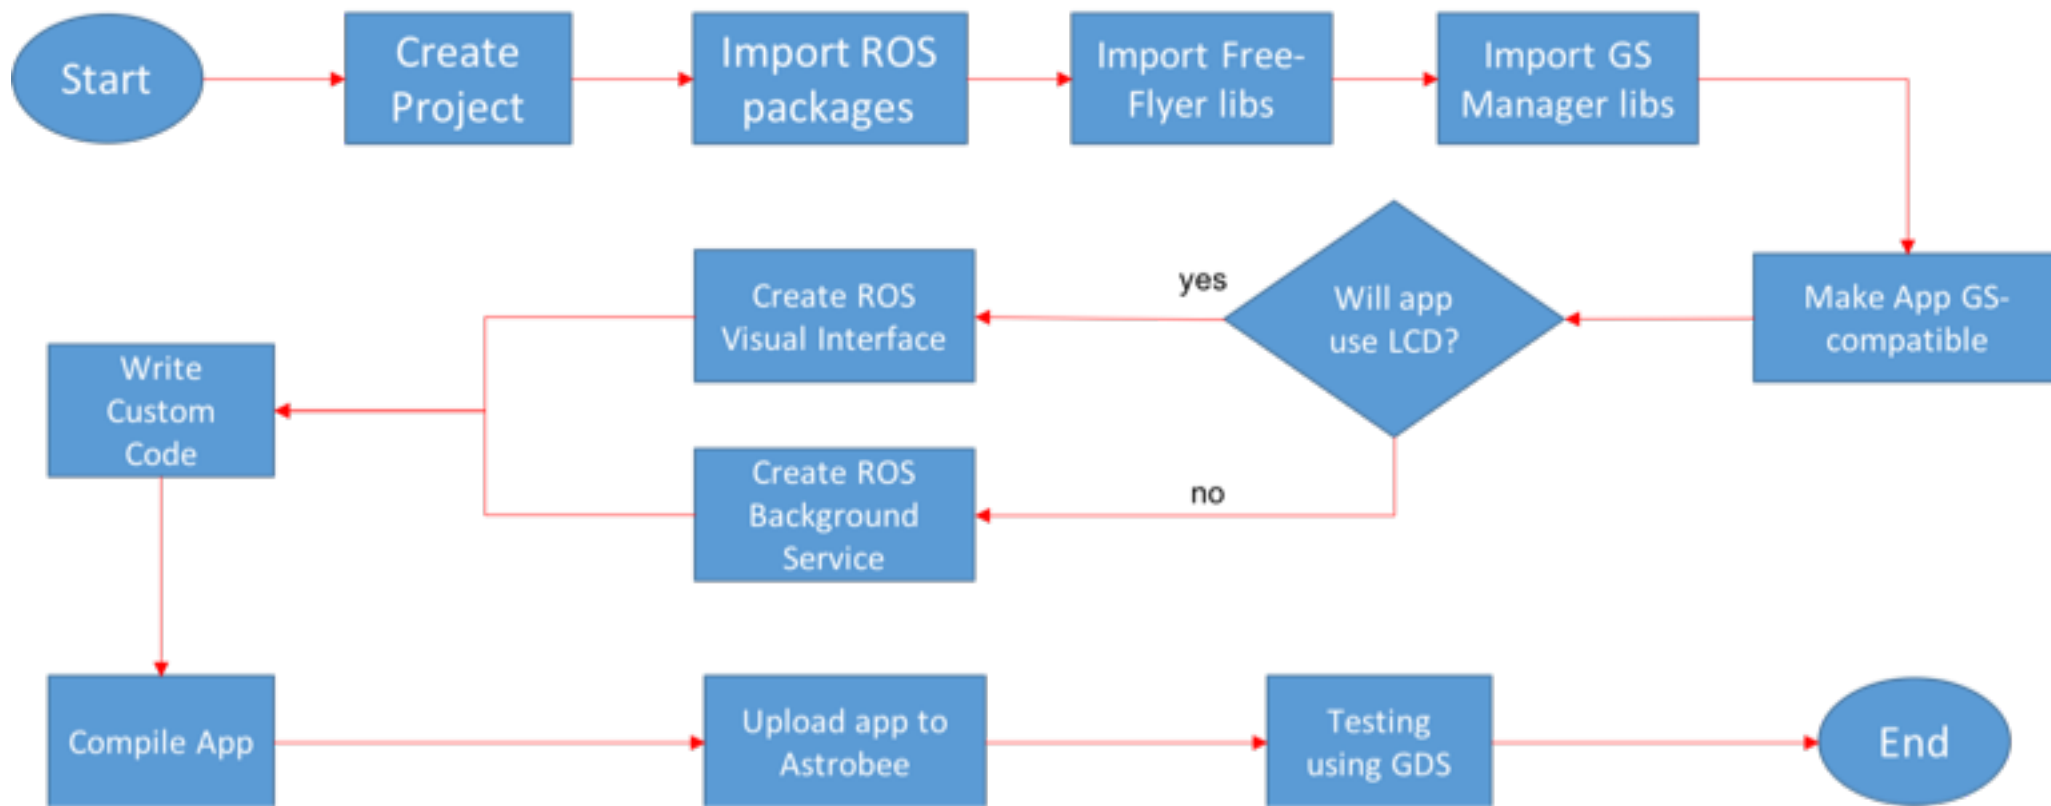 Start
Create
Project
Import ROS
packages
Import Free-
Flyer libs
Import GS
Manager libs
Make App GS-
compatible
Will app
use LCD?
yes
Create ROS
Visual Interface
no
Create ROS
Background
Service
Write
Custom
Code
Compile App
Upload app to
Astrobee
Testing
using GDS
End